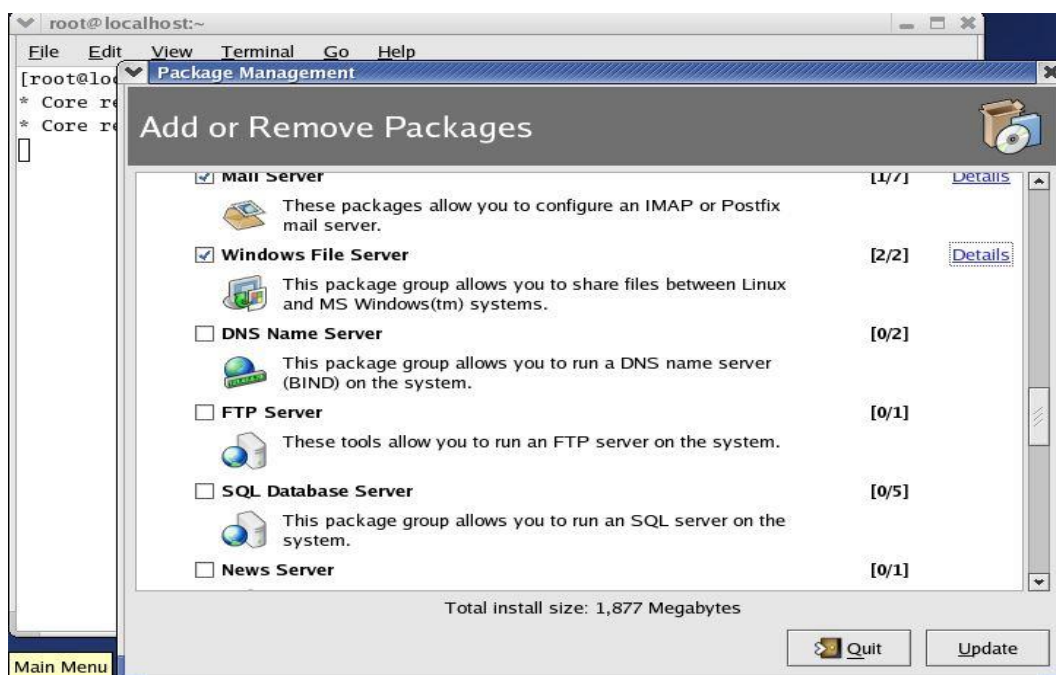 root@localhost:~
File Edit View Terminal Go Help
[root@loc
* Core re
* Core re
Package Management
Add or Remove Packages
Mail Server [1/7] Details
These packages allow you to configure an IMAP or Postfix
mail server.
Windows File Server [2/2] Details
This package group allows you to share files between Linux
and MS Windows(tm) systems.
DNS Name Server [0/2]
This package group allows you to run a DNS name server
(BIND) on the system.
FTP Server [0/1]
These tools allow you to run an FTP server on the system.
SQL Database Server [0/5]
This package group allows you to run an SQL server on the
system.
News Server [0/1]
Total install size: 1,877 Megabytes
Quit Update
Main Menu